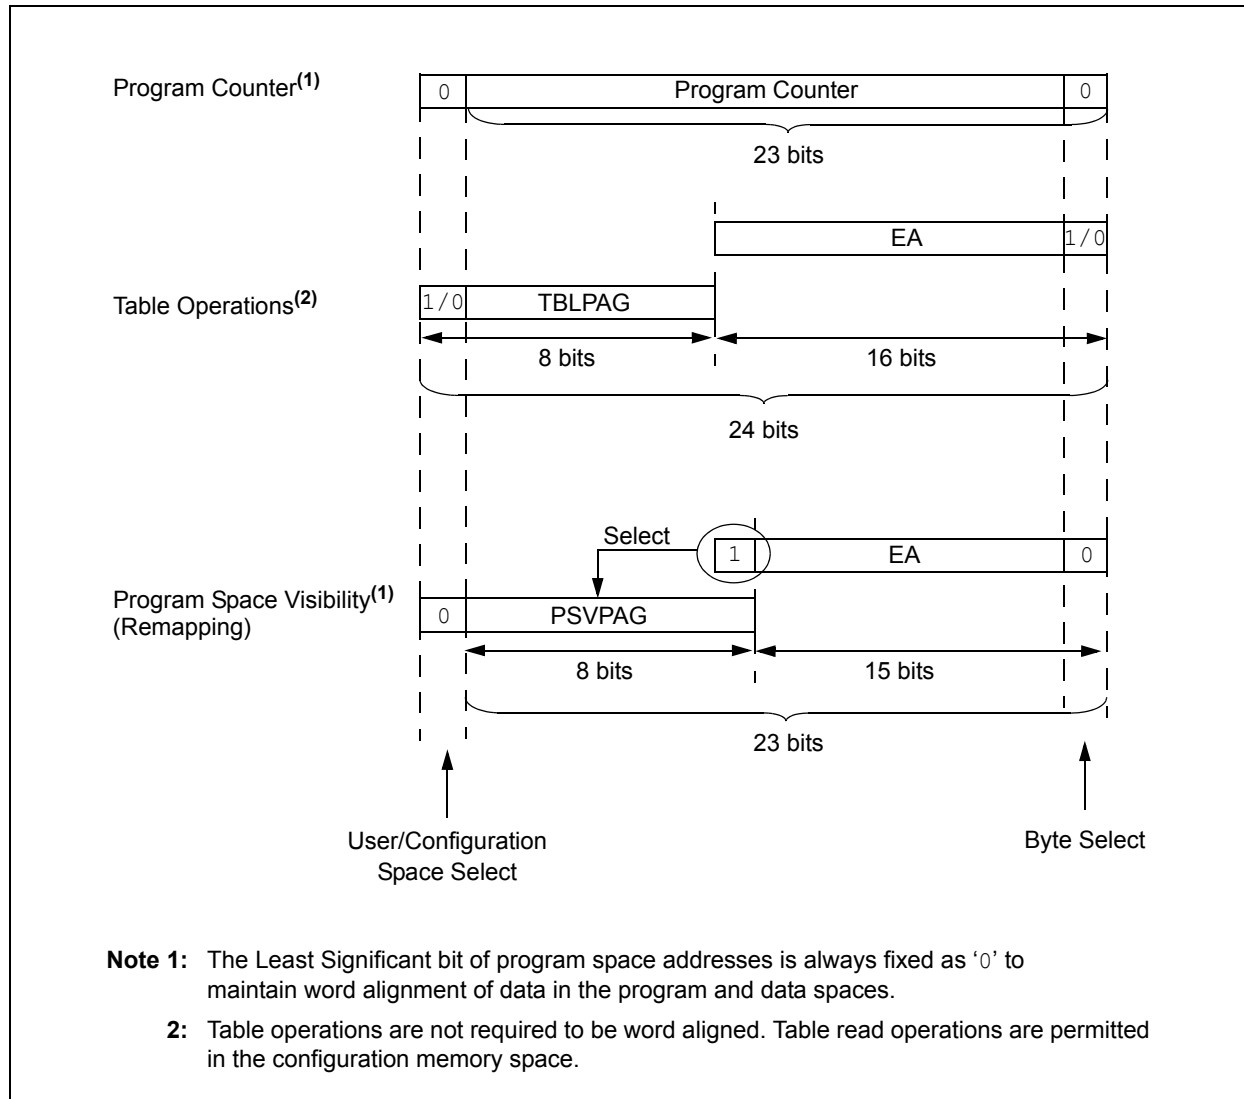 Program Counter(1)
0 Program Counter 0
23 bits
EA 1/0
Table Operations(2)
1/0 TBLPAG
8 bits 16 bits
24 bits
Select
1 EA 0
Program Space Visibility(1)
(Remapping)
0 PSVPAG
8 bits 15 bits
23 bits
User/Configuration
Space Select
Byte Select
Note 1: The Least Significant bit of program space addresses is always fixed as ‘0’ to
maintain word alignment of data in the program and data spaces.
2: Table operations are not required to be word aligned. Table read operations are permitted
in the configuration memory space.